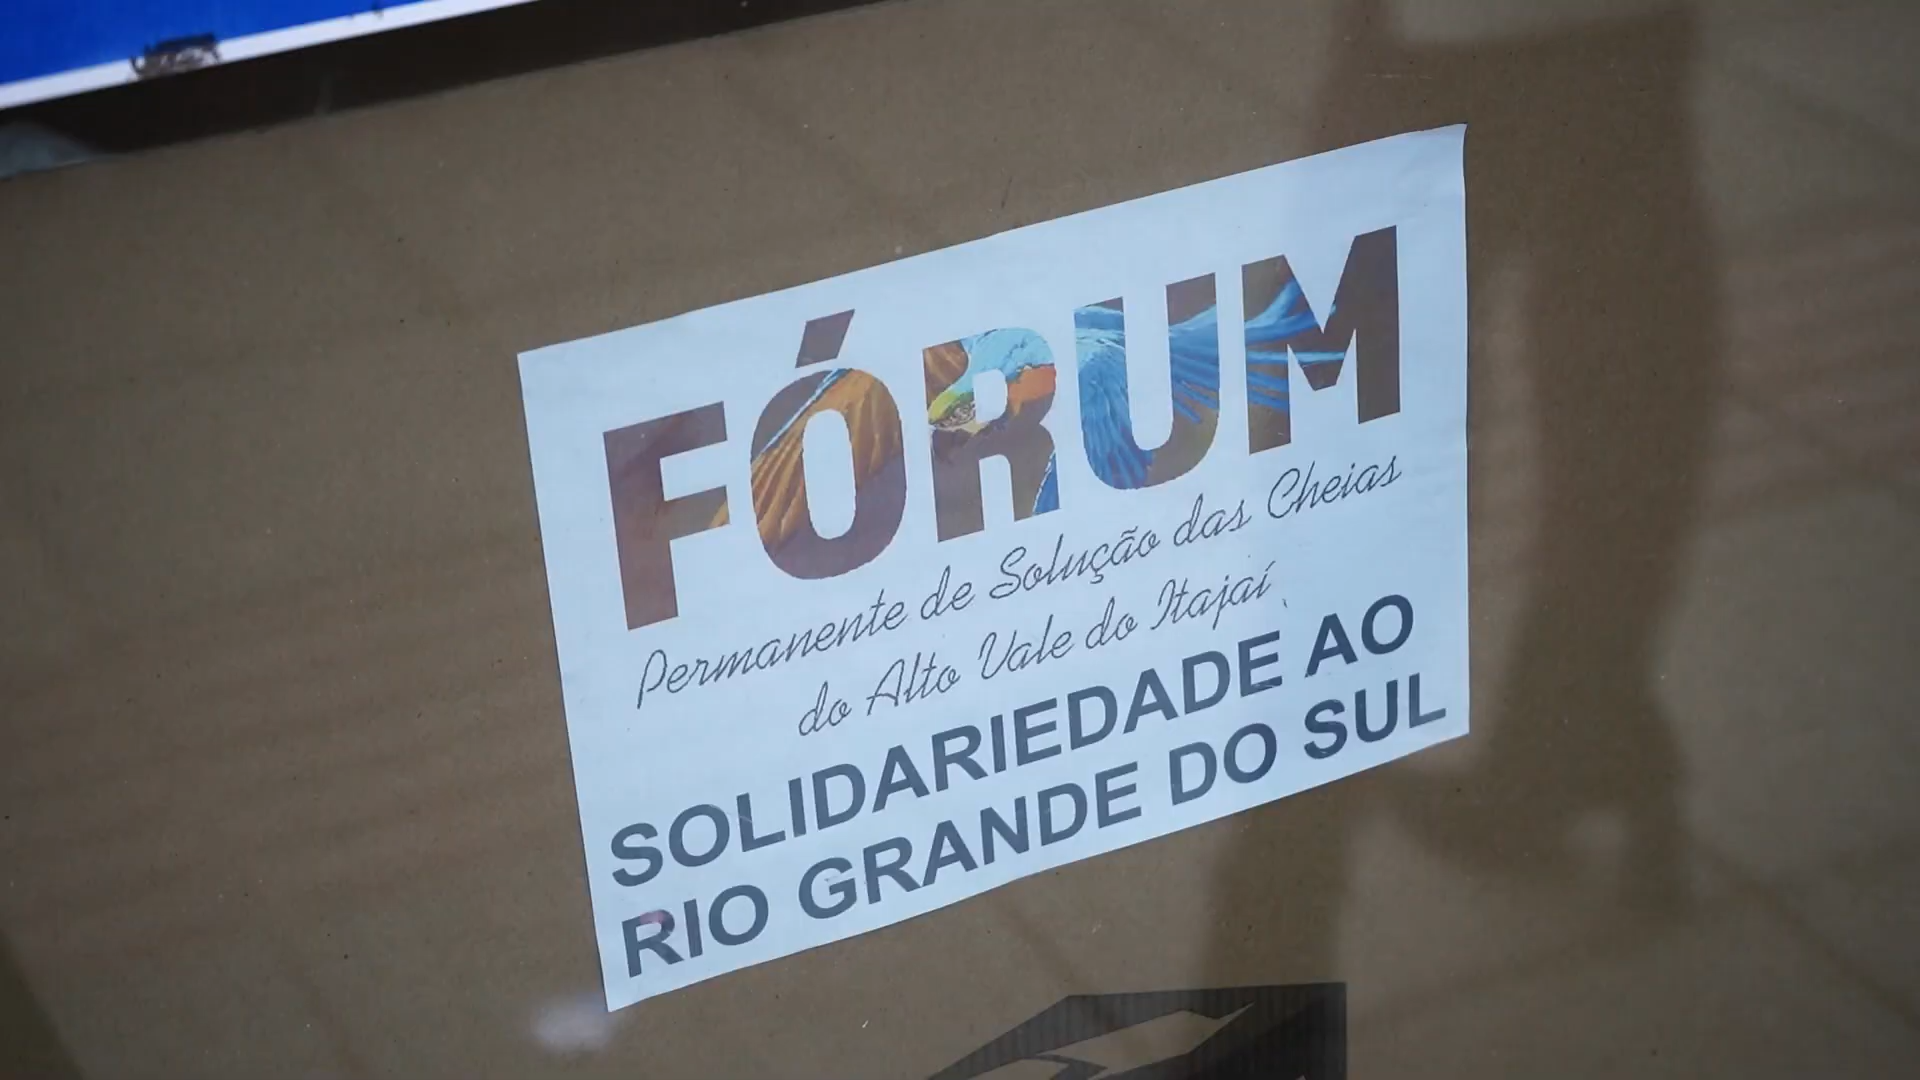 FÓRUM
Permanente de Solução das Cheias
do Alto Vale do Itajaí
SOLIDARIEDADE AO
RIO GRANDE DO SUL